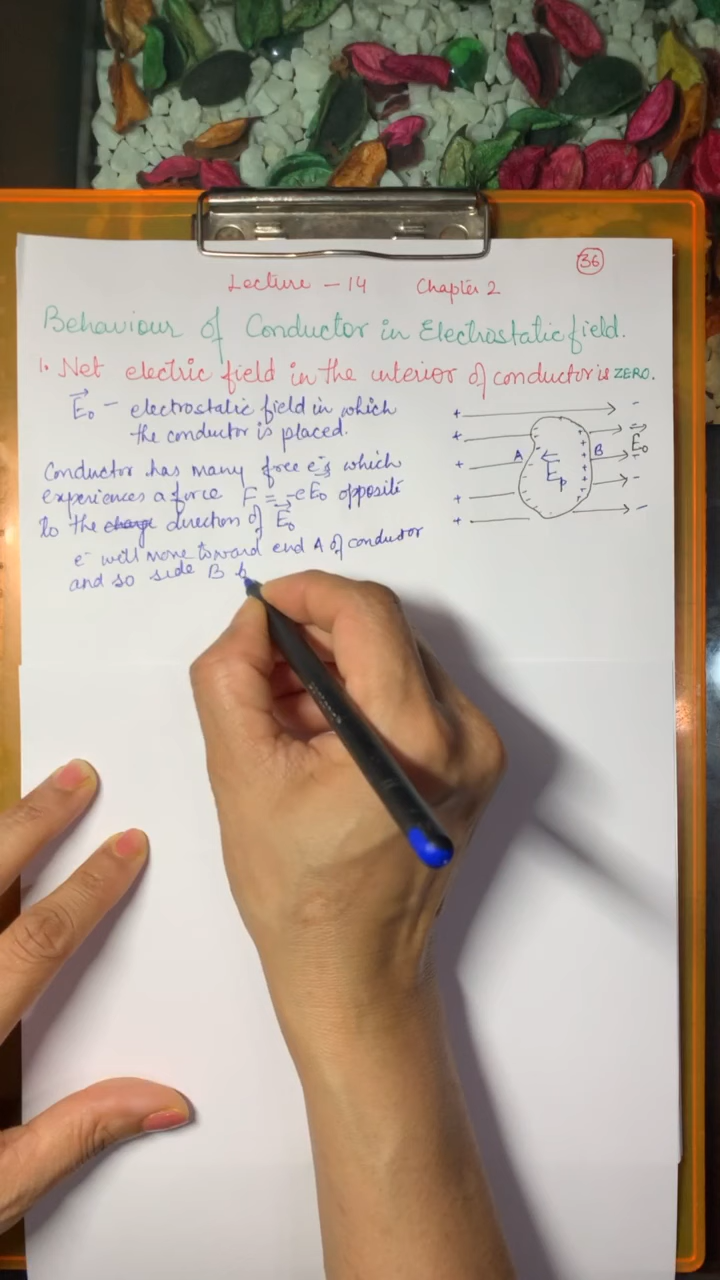 36
Lecture - 14 Chapter 2
Behaviour of Conductor in Electrostatic field.
1. Net electric field in the interior of conductor is ZERO.
E₀ - electrostatic field in which
the conductor is placed.
Conductor has many free e⁻s which
experiences a force F = -eE₀ opposite
to the charge direction of E₀
e⁻ will move toward end A of conductor
and so side B b
A
B
Eₚ
E₀